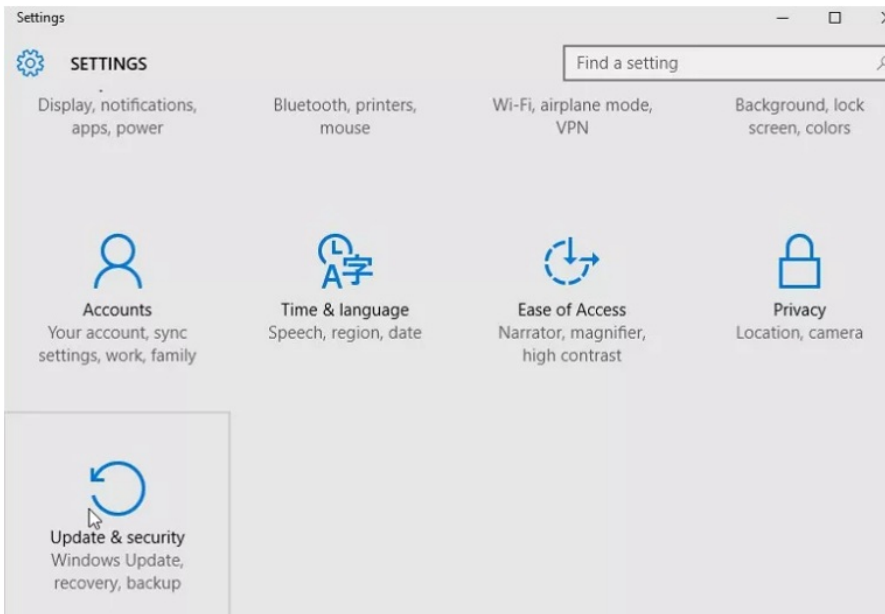 Settings
SETTINGS
Find a setting
Display, notifications,
apps, power
Bluetooth, printers,
mouse
Wi-Fi, airplane mode,
VPN
Background, lock
screen, colors
Accounts
Your account, sync
settings, work, family
A字
Time & language
Speech, region, date
Ease of Access
Narrator, magnifier,
high contrast
Privacy
Location, camera
Update & security
Windows Update,
recovery, backup